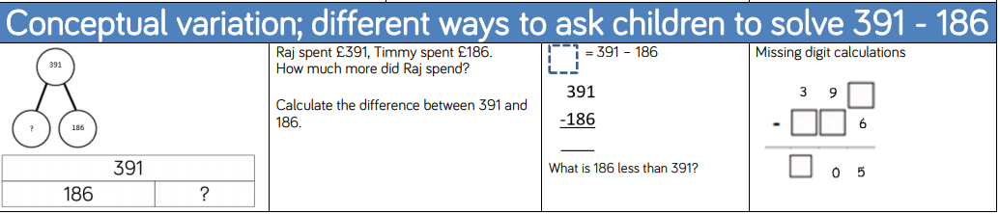 Conceptual variation; different ways to ask children to solve 391 - 186
391
?
186
391
186 ?
Raj spent £391, Timmy spent £186.
How much more did Raj spend?
Calculate the difference between 391 and
186.
= 391 – 186
391
-186
What is 186 less than 391?
Missing digit calculations
3 9
- 6
0 5